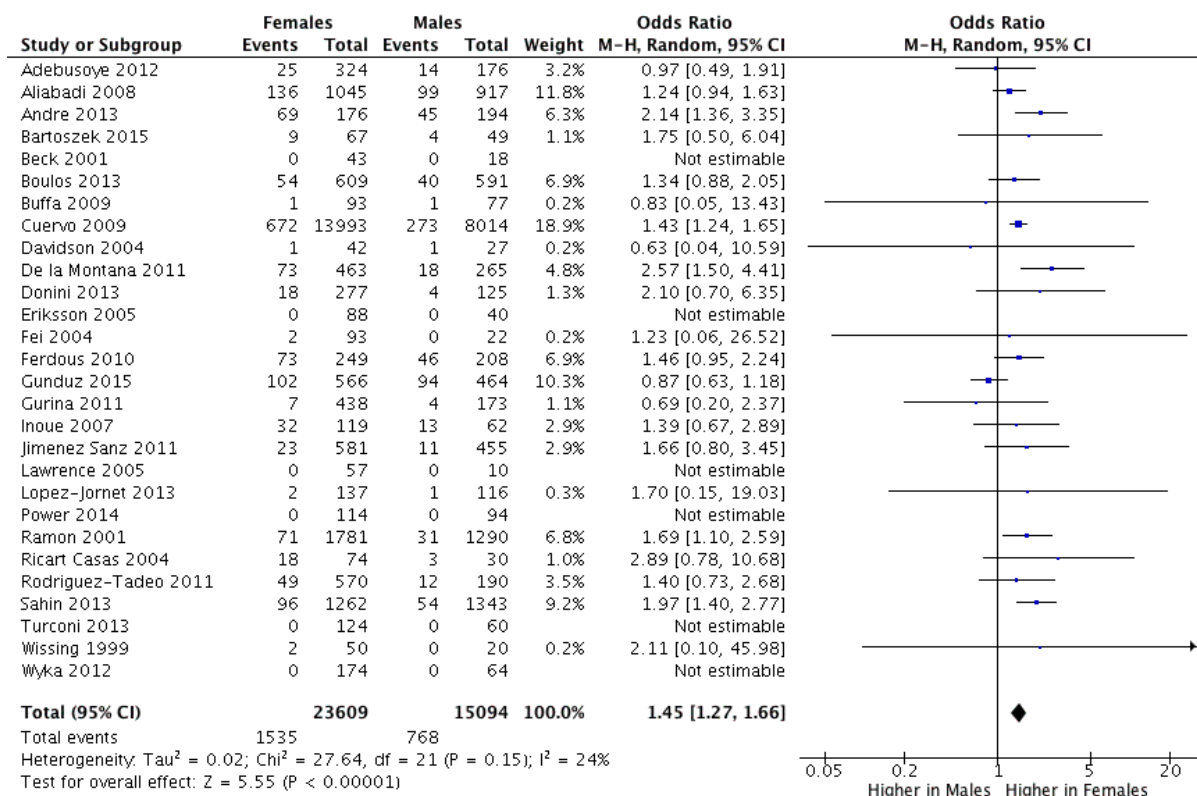 Females Males Odds Ratio Odds Ratio
Study or Subgroup Events Total Events Total Weight M-H, Random, 95% CI M-H, Random, 95% CI
Adebusoye 2012 25 324 14 176 3.2% 0.97 [0.49, 1.91]
Aliabadi 2008 136 1045 99 917 11.8% 1.24 [0.94, 1.63]
Andre 2013 69 176 45 194 6.3% 2.14 [1.36, 3.35]
Bartoszek 2015 9 67 4 49 1.1% 1.75 [0.50, 6.04]
Beck 2001 0 43 0 18 Not estimable
Boulos 2013 54 609 40 591 6.9% 1.34 [0.88, 2.05]
Buffa 2009 1 93 1 77 0.2% 0.83 [0.05, 13.43]
Cuervo 2009 672 13993 273 8014 18.9% 1.43 [1.24, 1.65]
Davidson 2004 1 42 1 27 0.2% 0.63 [0.04, 10.59]
De la Montana 2011 73 463 18 265 4.8% 2.57 [1.50, 4.41]
Donini 2013 18 277 4 125 1.3% 2.10 [0.70, 6.35]
Eriksson 2005 0 88 0 40 Not estimable
Fei 2004 2 93 0 22 0.2% 1.23 [0.06, 26.52]
Ferdous 2010 73 249 46 208 6.9% 1.46 [0.95, 2.24]
Gunduz 2015 102 566 94 464 10.3% 0.87 [0.63, 1.18]
Gurina 2011 7 438 4 173 1.1% 0.69 [0.20, 2.37]
Inoue 2007 32 119 13 62 2.9% 1.39 [0.67, 2.89]
Jimenez Sanz 2011 23 581 11 455 2.9% 1.66 [0.80, 3.45]
Lawrence 2005 0 57 0 10 Not estimable
Lopez-Jornet 2013 2 137 1 116 0.3% 1.70 [0.15, 19.03]
Power 2014 0 114 0 94 Not estimable
Ramon 2001 71 1781 31 1290 6.8% 1.69 [1.10, 2.59]
Ricart Casas 2004 18 74 3 30 1.0% 2.89 [0.78, 10.68]
Rodriguez-Tadeo 2011 49 570 12 190 3.5% 1.40 [0.73, 2.68]
Sahin 2013 96 1262 54 1343 9.2% 1.97 [1.40, 2.77]
Turconi 2013 0 124 0 60 Not estimable
Wissing 1999 2 50 0 20 0.2% 2.11 [0.10, 45.98]
Wyka 2012 0 174 0 64 Not estimable
Total (95% CI) 23609 15094 100.0% 1.45 [1.27, 1.66]
Total events 1535 768
Heterogeneity: Tau² = 0.02; Chi² = 27.64, df = 21 (P = 0.15); I² = 24%
Test for overall effect: Z = 5.55 (P < 0.00001)
0.05 0.2 1 5 20
Higher in Males Higher in Females